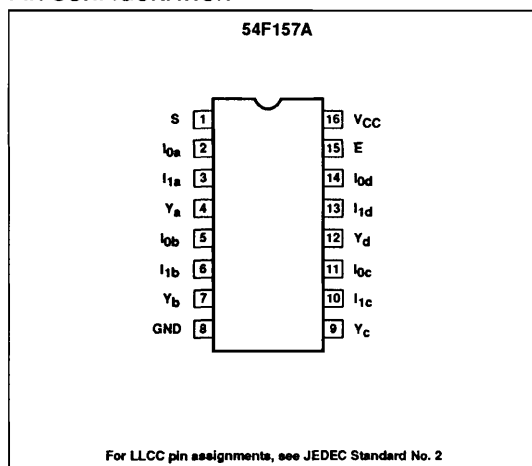 54F157A
S 1 16 VCC
I0a 2 15 E̅
I1a 3 14 I0d
Ya 4 13 I1d
I0b 5 12 Yd
I1b 6 11 I0c
Yb 7 10 I1c
GND 8 9 Yc
For LLCC pin assignments, see JEDEC Standard No. 2